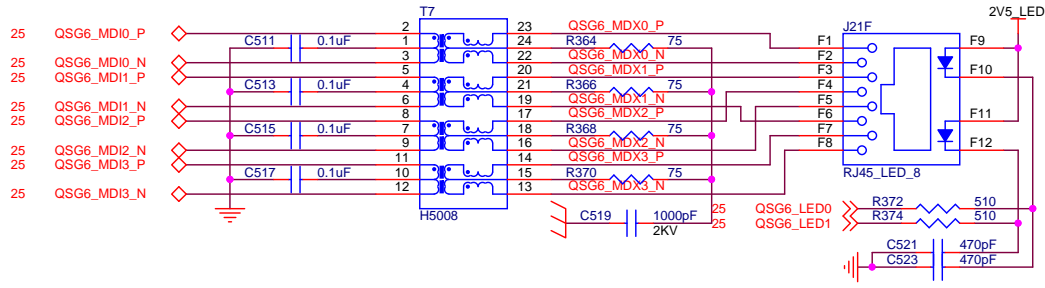 T7
2V5_LED
25 QSG6_MDI0_P 2 23 QSG6_MDX0_P J21F
C511 0.1uF 1 24 R364 75 F1 F9
25 QSG6_MDI0_N 3 22 QSG6_MDX0_N F2
25 QSG6_MDI1_P 5 20 QSG6_MDX1_P F3 F10
C513 0.1uF 4 21 R366 75 F4
25 QSG6_MDI1_N 6 19 QSG6_MDX1_N F5
25 QSG6_MDI2_P 8 17 QSG6_MDX2_P F6 F11
C515 0.1uF 7 18 R368 75 F7
25 QSG6_MDI2_N 9 16 QSG6_MDX2_N F8 F12
25 QSG6_MDI3_P 11 14 QSG6_MDX3_P
C517 0.1uF 10 15 R370 75 RJ45_LED_8
25 QSG6_MDI3_N 12 13 QSG6_MDX3_N
H5008
C519 1000pF 25 QSG6_LED0 R372 510
2KV 25 QSG6_LED1 R374 510
C521 470pF
C523 470pF